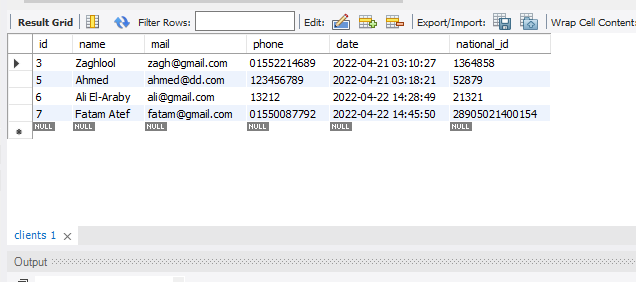 Result Grid Filter Rows: Edit: Export/Import: Wrap Cell Content:
id name mail phone date national_id
3 Zaghlool zagh@gmail.com 01552214689 2022-04-21 03:10:27 1364858
5 Ahmed ahmed@dd.com 123456789 2022-04-21 03:18:21 52879
6 Ali El-Araby ali@gmail.com 13212 2022-04-22 14:28:49 21321
7 Fatam Atef fatam@gmail.com 01550087792 2022-04-22 14:45:50 28905021400154
NULL NULL NULL NULL NULL NULL
clients 1
Output